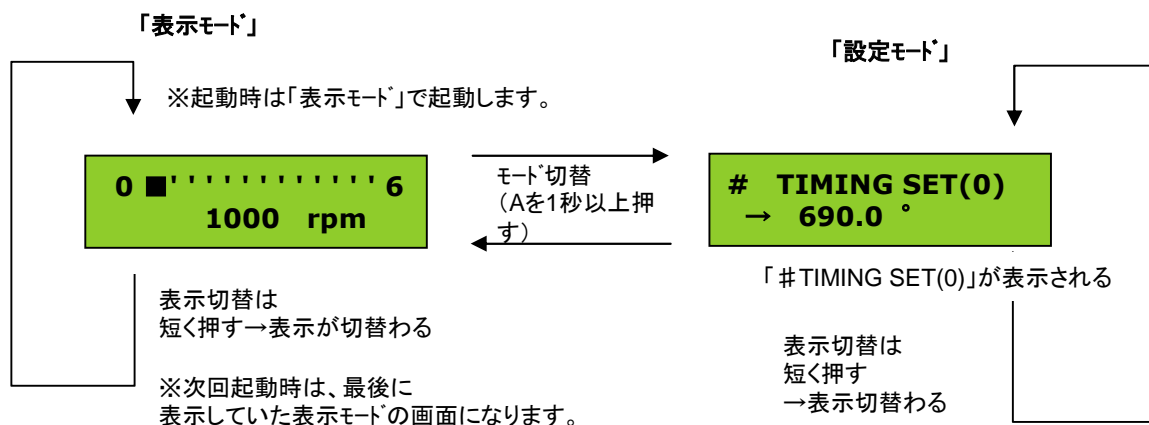 「表示ﾓｰﾄﾞ」
※起動時は「表示ﾓｰﾄﾞ」で起動します。
0 ■' ' ' ' ' ' ' ' ' ' ' ' 6
1000 rpm
表示切替は
短く押す→表示が切替わる
※次回起動時は、最後に
表示していた表示ﾓｰﾄﾞの画面になります。
ﾓｰﾄﾞ切替
（Aを1秒以上押
す）
「設定ﾓｰﾄﾞ」
# TIMING SET(0)
→ 690.0 °
「＃TIMING SET(0)」が表示される
表示切替は
短く押す
→表示切替わる